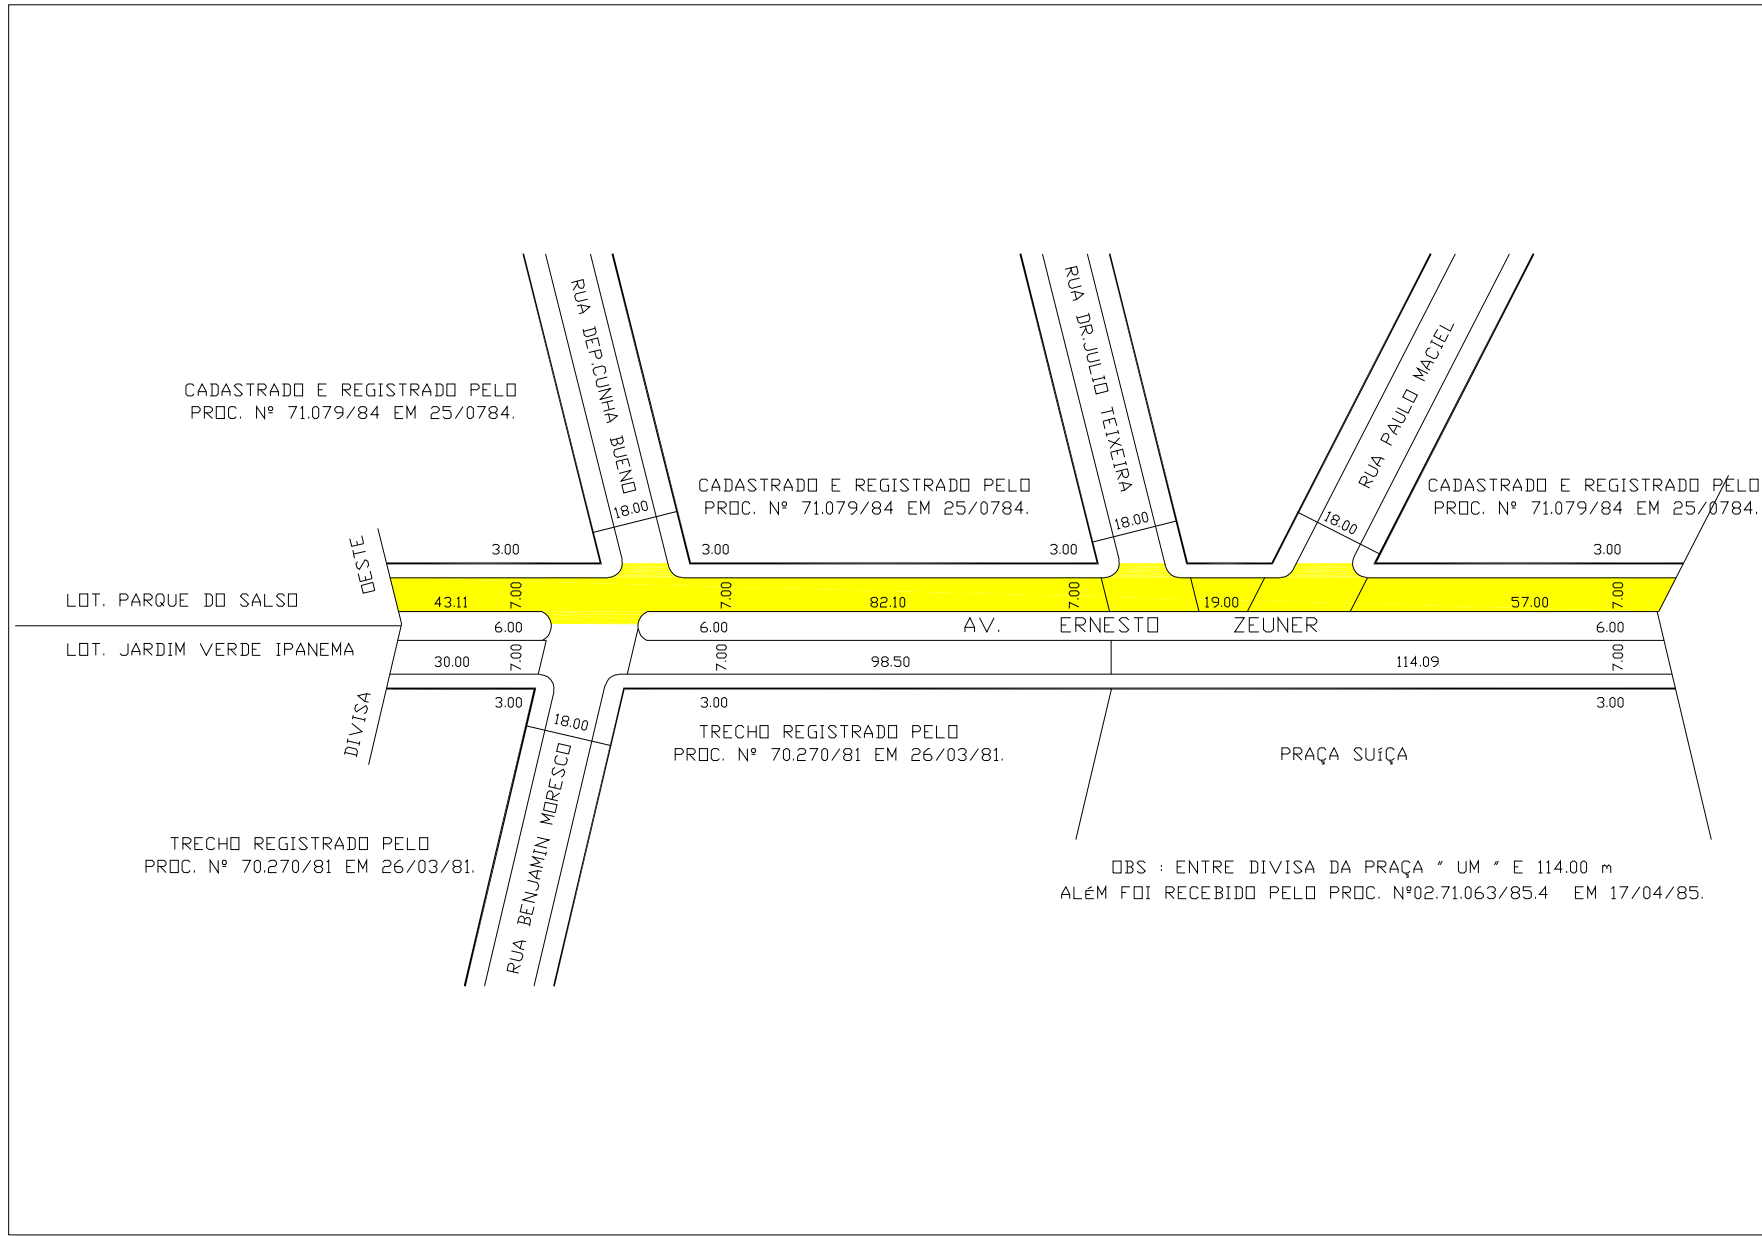 RUA DEP.CUNHA BUENO
RUA DR.JULIO TEIXEIRA
RUA PAULO MACIEL
CADASTRADO E REGISTRADO PELO
PROC. Nº 71.079/84 EM 25/0784.
CADASTRADO E REGISTRADO PELO
PROC. Nº 71.079/84 EM 25/0784.
CADASTRADO E REGISTRADO PELO
PROC. Nº 71.079/84 EM 25/0784.
18.00
18.00
18.00
OESTE
3.00
3.00
3.00
3.00
LOT. PARQUE DO SALSO
43.11
7.00
7.00
82.10
7.00
19.00
57.00
7.00
6.00
6.00
AV. ERNESTO ZEUNER
6.00
LOT. JARDIM VERDE IPANEMA
30.00
7.00
7.00
98.50
114.09
7.00
DIVISA
3.00
3.00
3.00
18.00
TRECHO REGISTRADO PELO
PROC. Nº 70.270/81 EM 26/03/81.
PRAÇA SUíÇA
RUA BENJAMIN MORESCO
TRECHO REGISTRADO PELO
PROC. Nº 70.270/81 EM 26/03/81.
OBS : ENTRE DIVISA DA PRAÇA " UM " E 114.00 m
ALéM FOI RECEBIDO PELO PROC. Nº02.71.063/85.4 EM 17/04/85.